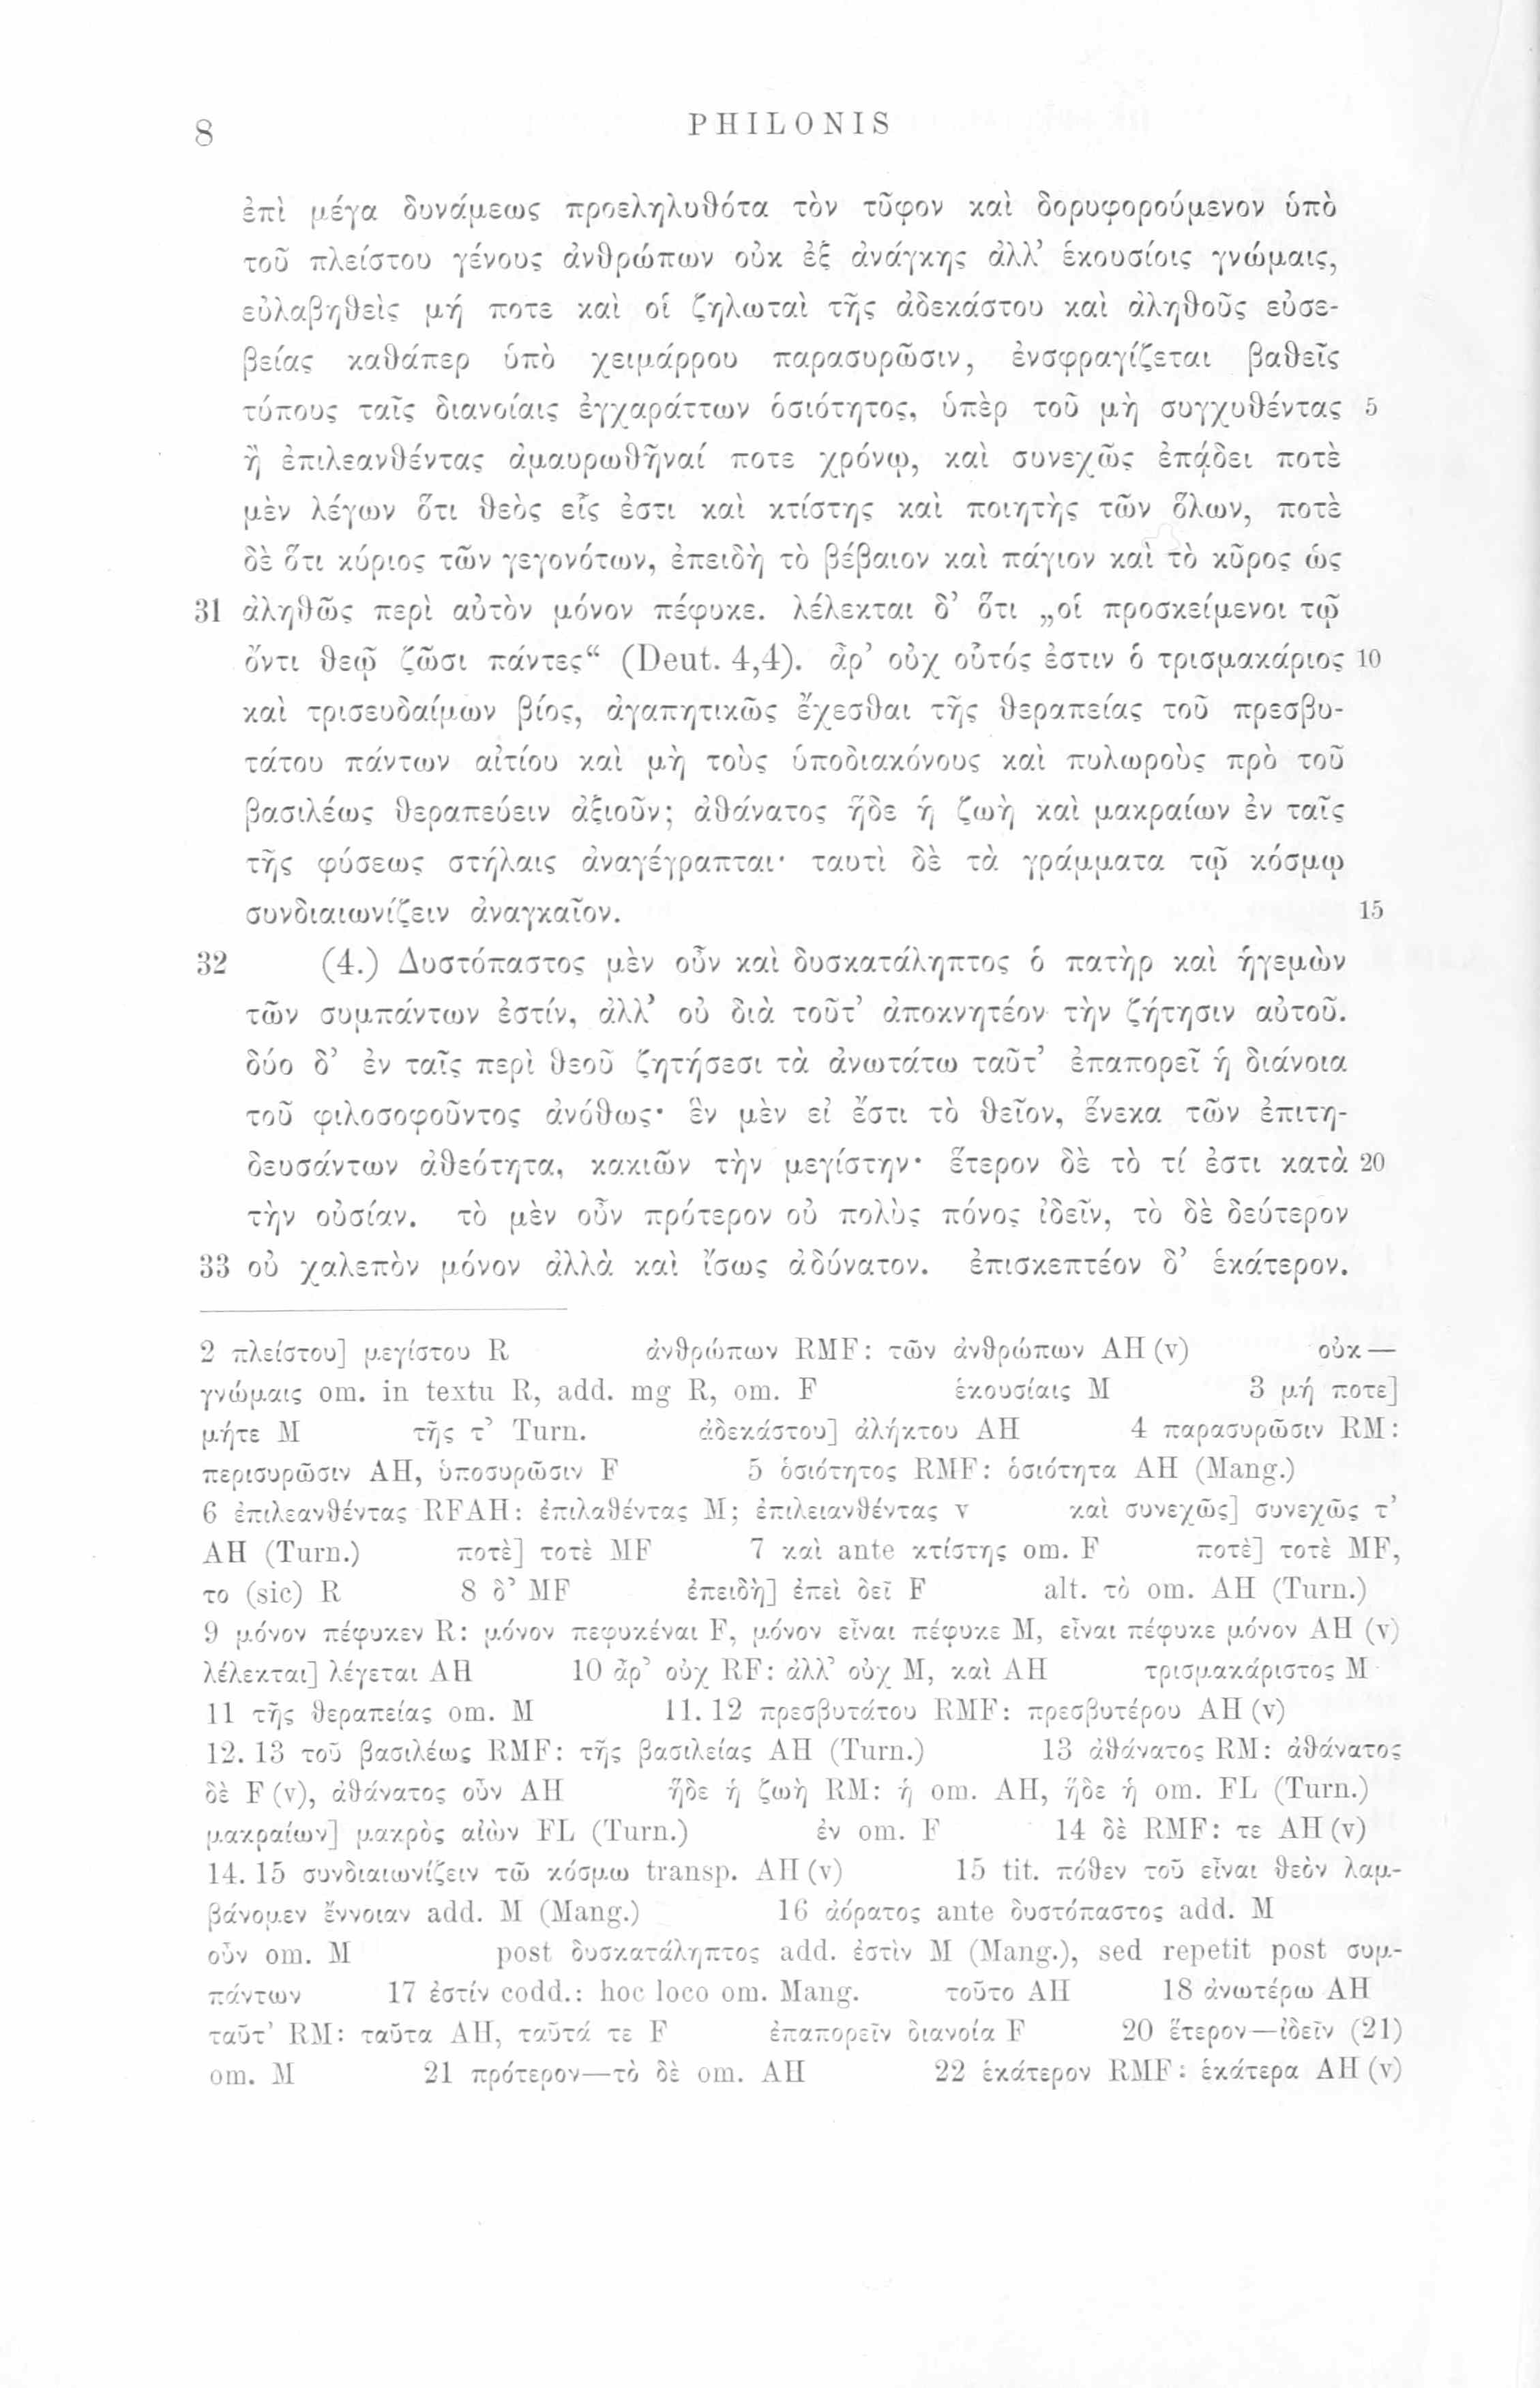 8
PHILONIS
ἐπὶ μέγα δυνάμεως προεληλυθότα τὸν τῦφον καὶ δορυφορούμενον ὑπὸ
τοῦ πλείστου γένους ἀνθρώπων οὐκ ἐξ ἀνάγκης ἀλλ’ ἑκουσίοις γνώμαις,
εὐλαβηθεὶς μή ποτε καὶ οἱ ζηλωταὶ τῆς ἀδεκάστου καὶ ἀληθοῦς εὐσε-
βείας καθάπερ ὑπὸ χειμάρρου παρασυρῶσιν, ἐνσφραγίζεται βαθεῖς
τύπους ταῖς διανοίαις ἐγχαράττων ὁσιότητος, ὑπὲρ τοῦ μὴ συγχυθέντας 5
ἢ ἐπιλεανθέντας ἀμαυρωθῆναί ποτε χρόνῳ, καὶ συνεχῶς ἐπᾴδει ποτὲ
μὲν λέγων ὅτι θεὸς εἷς ἐστι καὶ κτίστης καὶ ποιητὴς τῶν ὅλων, ποτὲ
δὲ ὅτι κύριος τῶν γεγονότων, ἐπειδὴ τὸ βέβαιον καὶ πάγιον καὶ τὸ κῦρος ὡς
31 ἀληθῶς περὶ αὐτὸν μόνον πέφυκε. λέλεκται δ’ ὅτι „οἱ προσκείμενοι τῷ
ὄντι θεῷ ζῶσι πάντες“ (Deut. 4,4). ἆρ’ οὐχ οὗτός ἐστιν ὁ τρισμακάριος 10
καὶ τρισευδαίμων βίος, ἀγαπητικῶς ἔχεσθαι τῆς θεραπείας τοῦ πρεσβυ-
τάτου πάντων αἰτίου καὶ μὴ τοὺς ὑποδιακόνους καὶ πυλωροὺς πρὸ τοῦ
βασιλέως θεραπεύειν ἀξιοῦν; ἀθάνατος ἥδε ἡ ζωὴ καὶ μακραίων ἐν ταῖς
τῆς φύσεως στήλαις ἀναγέγραπται· ταυτὶ δὲ τὰ γράμματα τῷ κόσμῳ
συνδιαιωνίζειν ἀναγκαῖον. 15
32 (4.) Δυστόπαστος μὲν οὖν καὶ δυσκατάληπτος ὁ πατὴρ καὶ ἡγεμὼν
τῶν συμπάντων ἐστίν, ἀλλ’ οὐ διὰ τοῦτ’ ἀποκνητέον τὴν ζήτησιν αὐτοῦ.
δύο δ’ ἐν ταῖς περὶ θεοῦ ζητήσεσι τὰ ἀνωτάτω ταῦτ’ ἐπαπορεῖ ἡ διάνοια
τοῦ φιλοσοφοῦντος ἀνόθως· ἓν μὲν εἰ ἔστι τὸ θεῖον, ἕνεκα τῶν ἐπιτη-
δευσάντων ἀθεότητα, κακιῶν τὴν μεγίστην· ἕτερον δὲ τὸ τί ἐστι κατὰ 20
τὴν οὐσίαν. τὸ μὲν οὖν πρότερον οὐ πολὺς πόνος ἰδεῖν, τὸ δὲ δεύτερον
33 οὐ χαλεπὸν μόνον ἀλλὰ καὶ ἴσως ἀδύνατον. ἐπισκεπτέον δ’ ἑκάτερον.
2 πλείστου] μεγίστου R ἀνθρώπων RMF: τῶν ἀνθρώπων AH (v) οὐκ —
γνώμαις om. in textu R, add. mg R, om. F ἑκουσίαις M 3 μή ποτε]
μήτε M τῆς τ’ Turn. ἀδεκάστου] ἀλήκτου AH 4 παρασυρῶσιν RM:
περισυρῶσιν AH, ὑποσυρῶσιν F 5 ὁσιότητος RMF: ὁσιότητα AH (Mang.)
6 ἐπιλεανθέντας RFAH: ἐπιλαθέντας M; ἐπιλειανθέντας v καὶ συνεχῶς] συνεχῶς τ’
AH (Turn.) ποτὲ] τοτὲ MF 7 καὶ ante κτίστης om. F ποτὲ] τοτὲ MF,
το (sic) R 8 δ’ MF ἐπειδὴ] ἐπεὶ δεῖ F alt. τὸ om. AH (Turn.)
9 μόνον πέφυκεν R: μόνον πεφυκέναι F, μόνον εἶναι πέφυκε M, εἶναι πέφυκε μόνον AH (v)
λέλεκται] λέγεται AH 10 ἆρ’ οὐχ RF: ἀλλ’ οὐχ M, καὶ AH τρισμακάριστος M
11 τῆς θεραπείας om. M 11. 12 πρεσβυτάτου RMF: πρεσβυτέρου AH (v)
12. 13 τοῦ βασιλέως RMF: τῆς βασιλείας AH (Turn.) 13 ἀθάνατος RM: ἀθάνατος
δὲ F (v), ἀθάνατος οὖν AH ἥδε ἡ ζωὴ RM: ἡ om. AH, ἥδε ἡ om. FL (Turn.)
μακραίων] μακρὸς αἰὼν FL (Turn.) ἐν om. F 14 δὲ RMF: τε AH (v)
14. 15 συνδιαιωνίζειν τῶ κόσμω transp. AH (v) 15 tit. πόθεν τοῦ εἶναι θεὸν λαμ-
βάνομεν ἔννοιαν add. M (Mang.) 16 ἀόρατος ante δυστόπαστος add. M
οὖν om. M post δυσκατάληπτος add. ἐστὶν M (Mang.), sed repetit post συμ-
πάντων 17 ἐστίν codd.: hoc loco om. Mang. τοῦτο AH 18 ἀνωτέρω AH
ταῦτ’ RM: ταῦτα AH, ταῦτά τε F ἐπαπορεῖν διανοία F 20 ἕτερον—ἰδεῖν (21)
om. M 21 πρότερον—τὸ δὲ om. AH 22 ἑκάτερον RMF: ἑκάτερα AH (v)